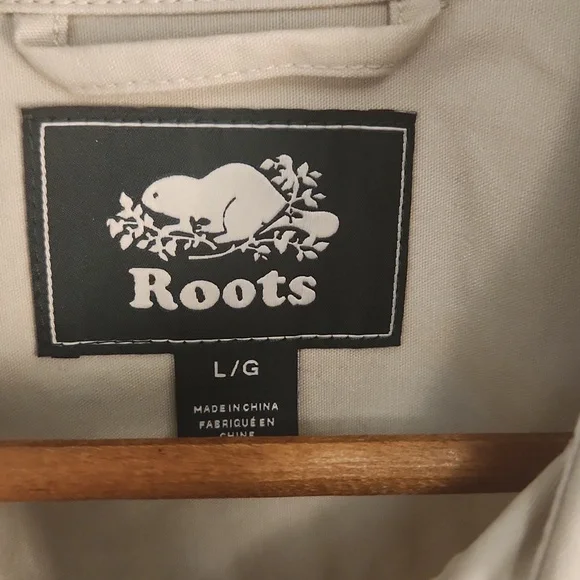 Roots
L/G
MADE IN CHINA
FABRIQUÉ EN
CHINE